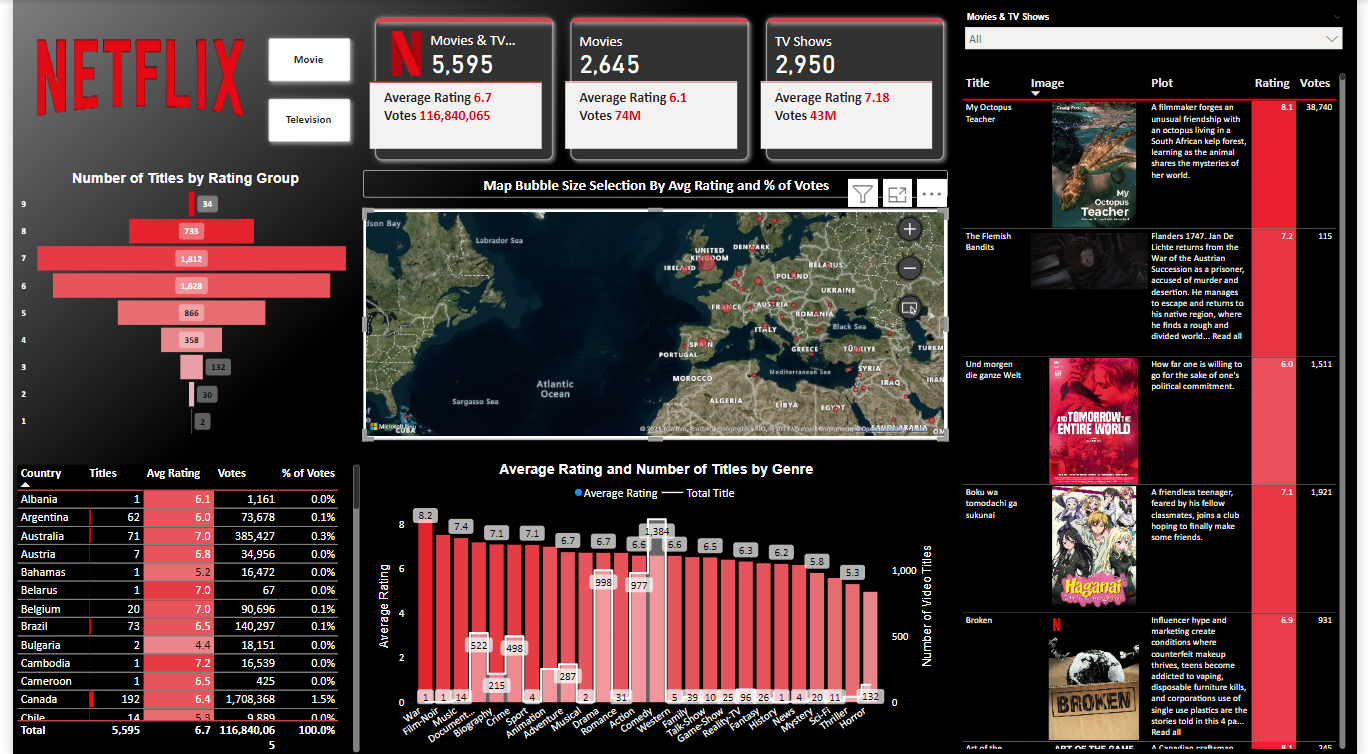 NETFLIX
Movie
Television
N
Movies & TV...
5,595
Average Rating 6.7
Votes 116,840,065
Movies
2,645
Average Rating 6.1
Votes 74M
TV Shows
2,950
Average Rating 7.18
Votes 43M
Number of Titles by Rating Group
9 34
8 733
7 1,812
6 1,628
5 866
4 358
3 132
2 30
1 2
Map Bubble Size Selection By Avg Rating and % of Votes
dson Bay
Labrador Sea
UNITED
KINGDOM
IRELAND
DENMARK
BELARUS
POLAND
UKRAINE
FRANCE
AUSTRIA
ROMANIA
ITALY
Black Sea
SPAIN
PORTUGAL
GREECE
TÜRKIYE
TURKM
Mediterranean Sea
SYRIA
IRAQ
IRAN
MOROCCO
ALGERIA
LIBYA
EGYPT
SAUDI ARABIA
OM
Atlantic
Ocean
Sargasso Sea
CUBA
Microsoft Bing
Country Titles Avg Rating Votes % of Votes
Albania 1 6.1 1,161 0.0%
Argentina 62 6.0 73,678 0.1%
Australia 71 7.0 385,427 0.3%
Austria 7 6.8 34,956 0.0%
Bahamas 1 5.2 16,472 0.0%
Belarus 1 7.0 67 0.0%
Belgium 20 7.0 90,696 0.1%
Brazil 73 6.5 140,297 0.1%
Bulgaria 2 4.4 18,151 0.0%
Cambodia 1 7.2 16,539 0.0%
Cameroon 1 6.5 425 0.0%
Canada 192 6.4 1,708,368 1.5%
Chile 14 5.3 9,889 0.0%
Total 5,595 6.7 116,840,06 100.0%
5
Average Rating and Number of Titles by Genre
Average Rating Total Title
Average Rating
8
6
4
2
0
8.2 7.4 7.1 7.1 6.7 6.7 6.6 6.6 6.5 6.3 6.2 5.8 5.3
1 1 14 522 215 498 4 287 2 998 31 977 1,384 5 39 10 25 96 26 1 4 20 11 132
War
Film-Noir
Music
Document...
Biography
Crime
Sport
Animation
Adventure
Musical
Drama
Romance
Action
Comedy
Western
Family
Talk-Show
Game-Show
Reality-TV
Fantasy
History
News
Mystery
Sci-Fi
Thriller
Horror
1,000
500
0
Number of Video Titles
Movies & TV Shows
All
Title Image Plot Rating Votes
My Octopus
Teacher
My
Octopus
Teacher
A filmmaker forges an
unusual friendship with
an octopus living in a
South African kelp forest,
learning as the animal
shares the mysteries of
her world.
8.1 38,740
The Flemish
Bandits
Flanders 1747. Jan De
Lichte returns from the
War of the Austrian
Succession as a prisoner,
accused of murder and
desertion. He manages
to escape and returns to
his native region, where
he finds a rough and
divided world... Read all
7.2 115
Und morgen
die ganze Welt
AND TOMORROW THE
ENTIRE WORLD
How far one is willing to
go for the sake of one's
political commitment.
6.0 1,511
Boku wa
tomodachi ga
sukunai
Haganai
A friendless teenager,
feared by his fellow
classmates, joins a club
hoping to finally make
some friends.
7.1 1,921
Broken
N
BROKEN
Influencer hype and
marketing create
conditions where
counterfeit makeup
thrives, teens become
addicted to vaping,
disposable furniture kills,
and corporations use of
single use plastics are the
stories told in this 4 pa...
Read all
6.9 931
Art of the
ART OF THE GAME
A Canadian craftsman
8.1 245